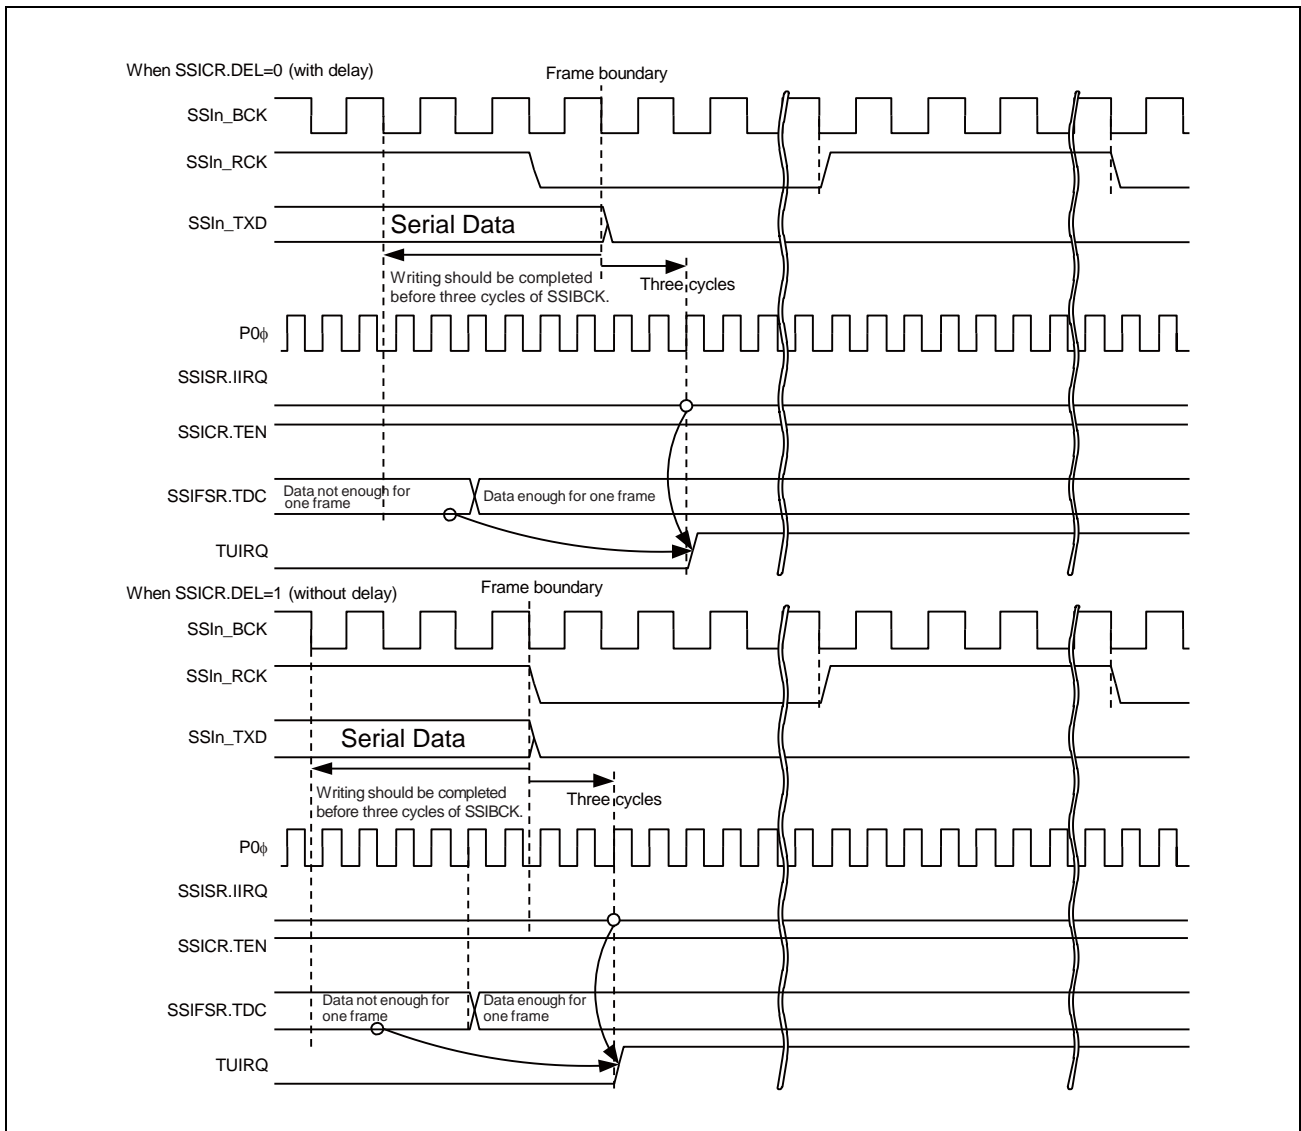 When SSICR.DEL=0 (with delay)
Frame boundary
SSIn_BCK
SSIn_RCK
SSIn_TXD
Serial Data
Writing should be completed
before three cycles of SSIBCK.
Three cycles
P0ϕ
SSISR.IIRQ
SSICR.TEN
SSIFSR.TDC
Data not enough for
one frame
Data enough for one frame
TUIRQ
When SSICR.DEL=1 (without delay)
Frame boundary
SSIn_BCK
SSIn_RCK
SSIn_TXD
Serial Data
Writing should be completed
before three cycles of SSIBCK.
Three cycles
P0ϕ
SSISR.IIRQ
SSICR.TEN
SSIFSR.TDC
Data not enough for
one frame
Data enough for
one frame
TUIRQ